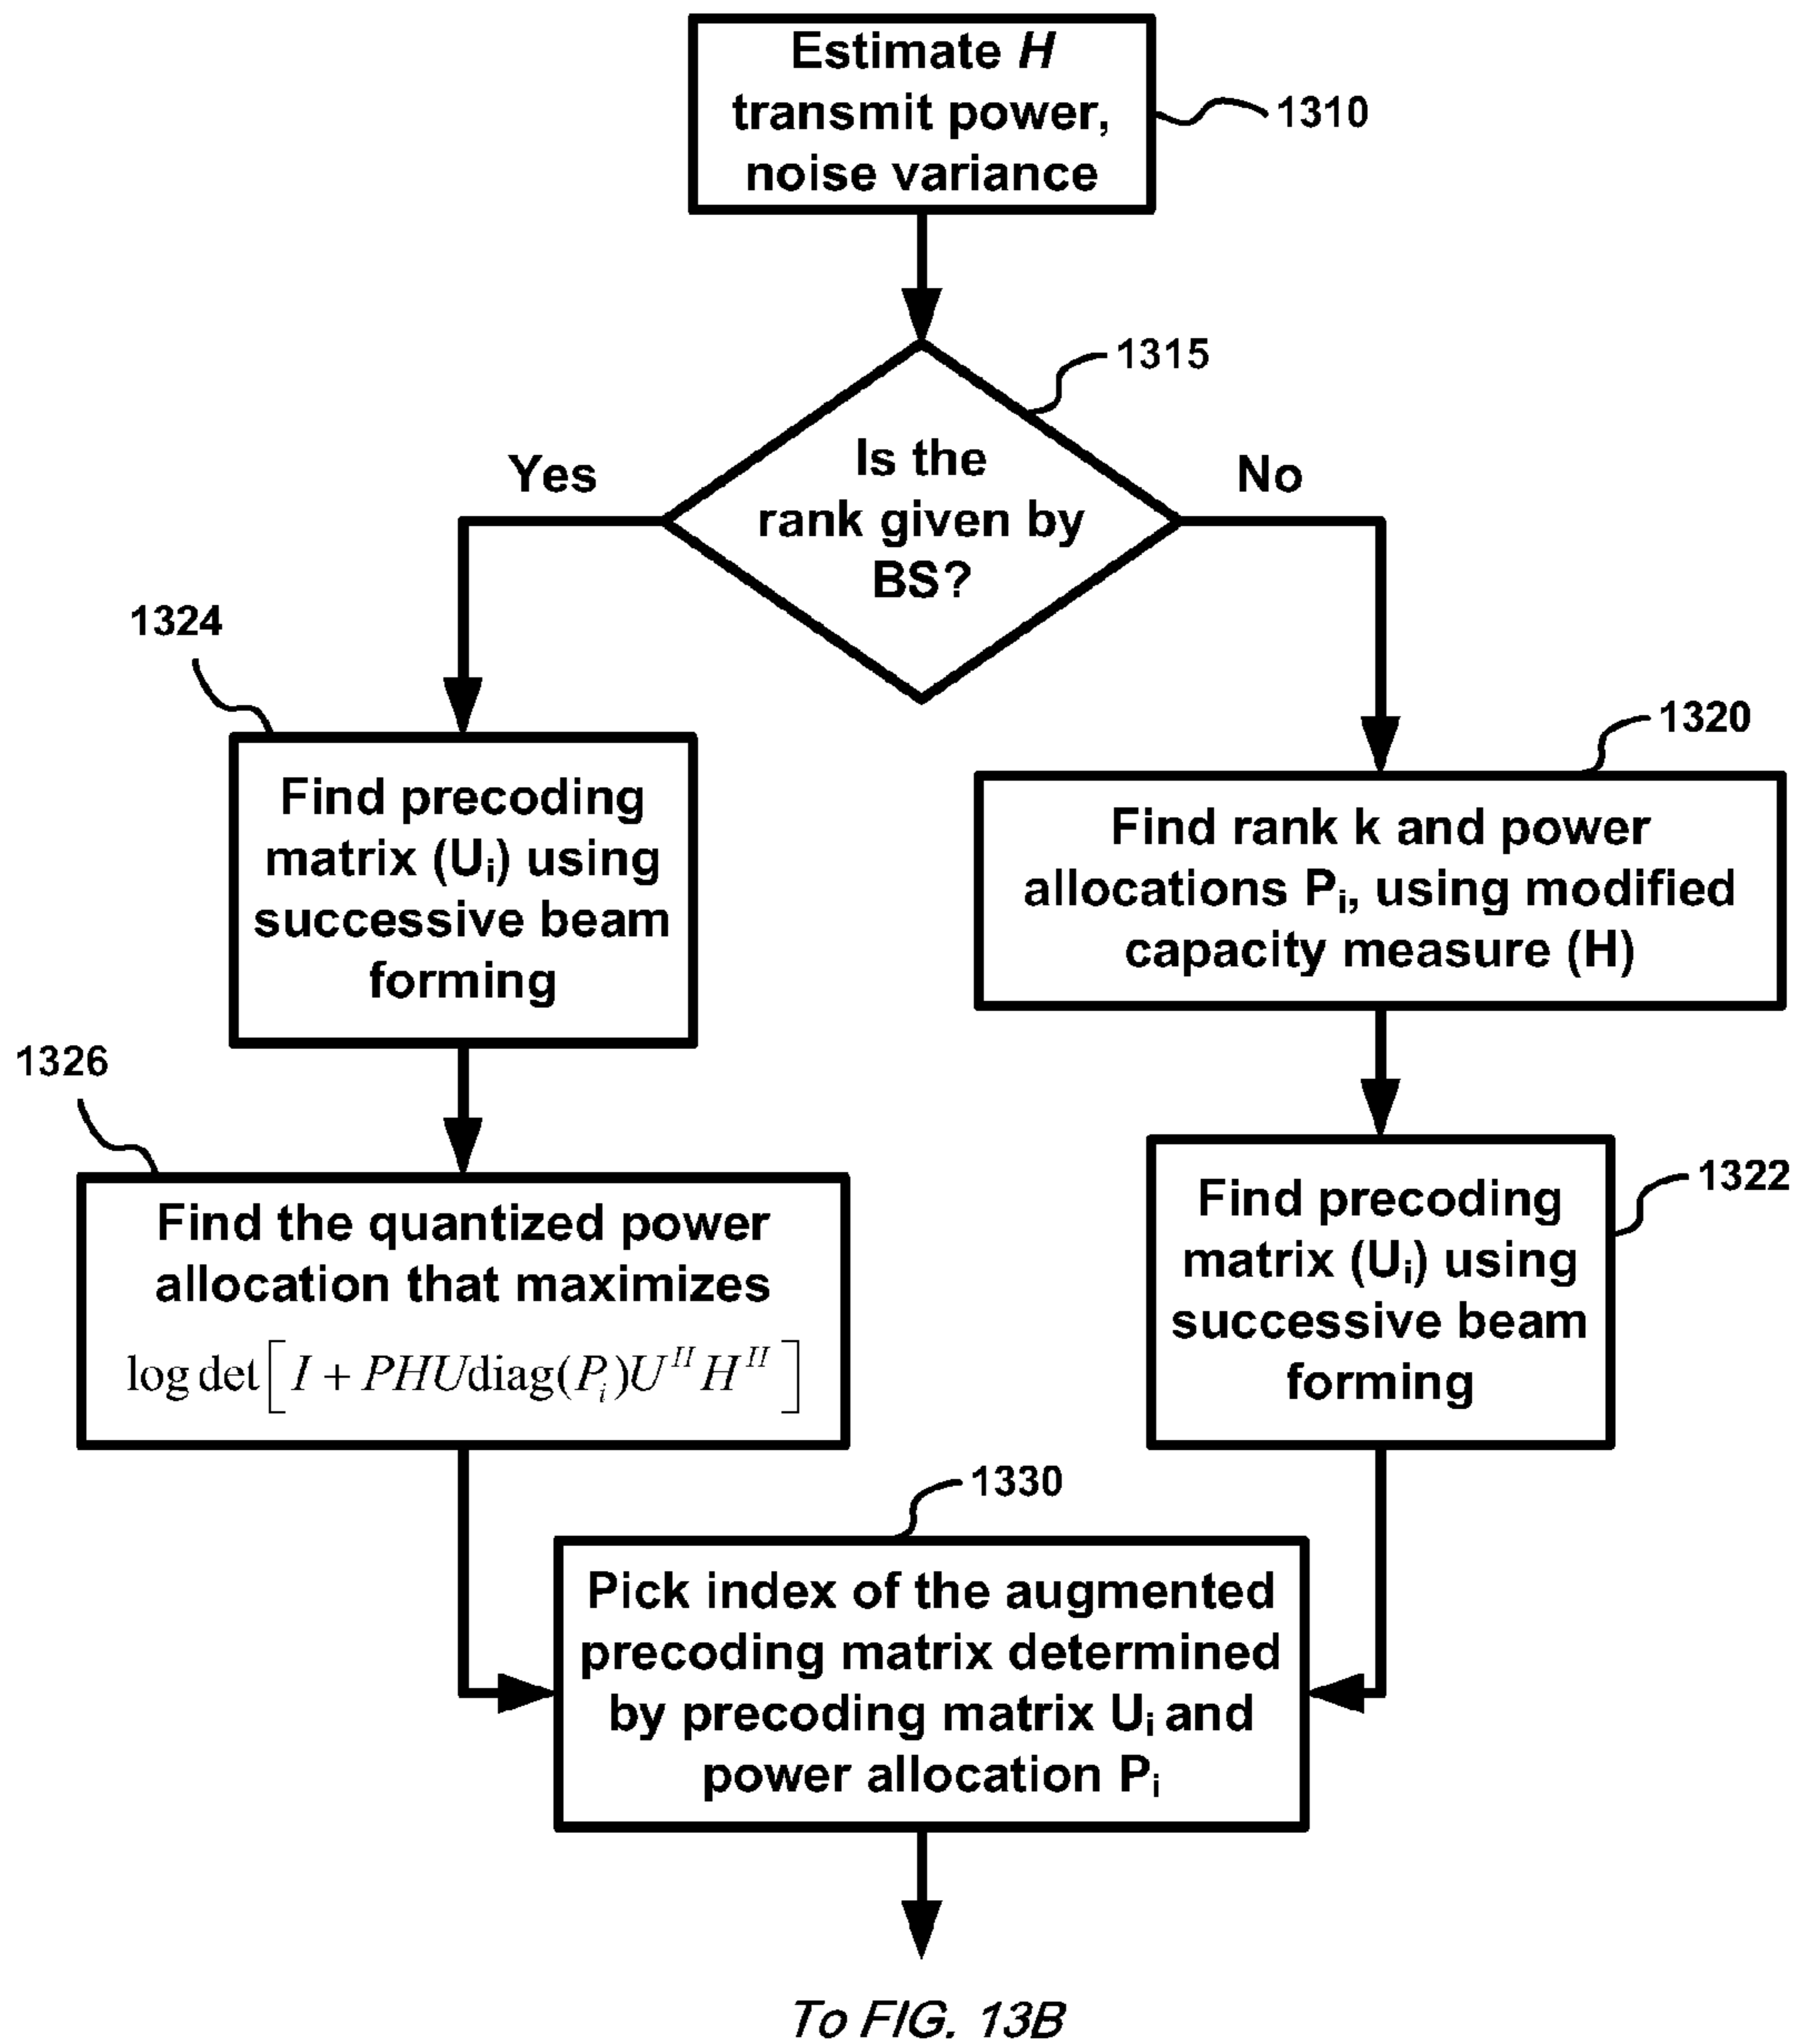 Estimate H
transmit power,
noise variance
1310
1315
Is the
rank given by
BS?
Yes
No
1324
Find precoding
matrix (Uᵢ) using
successive beam
forming
1320
Find rank k and power
allocations Pᵢ, using modified
capacity measure (H)
1326
Find the quantized power
allocation that maximizes
log det[I + PHUdiag(Pᵢ)Uᴴ Hᴴ]
1322
Find precoding
matrix (Uᵢ) using
successive beam
forming
1330
Pick index of the augmented
precoding matrix determined
by precoding matrix Uᵢ and
power allocation Pᵢ
To FIG. 13B